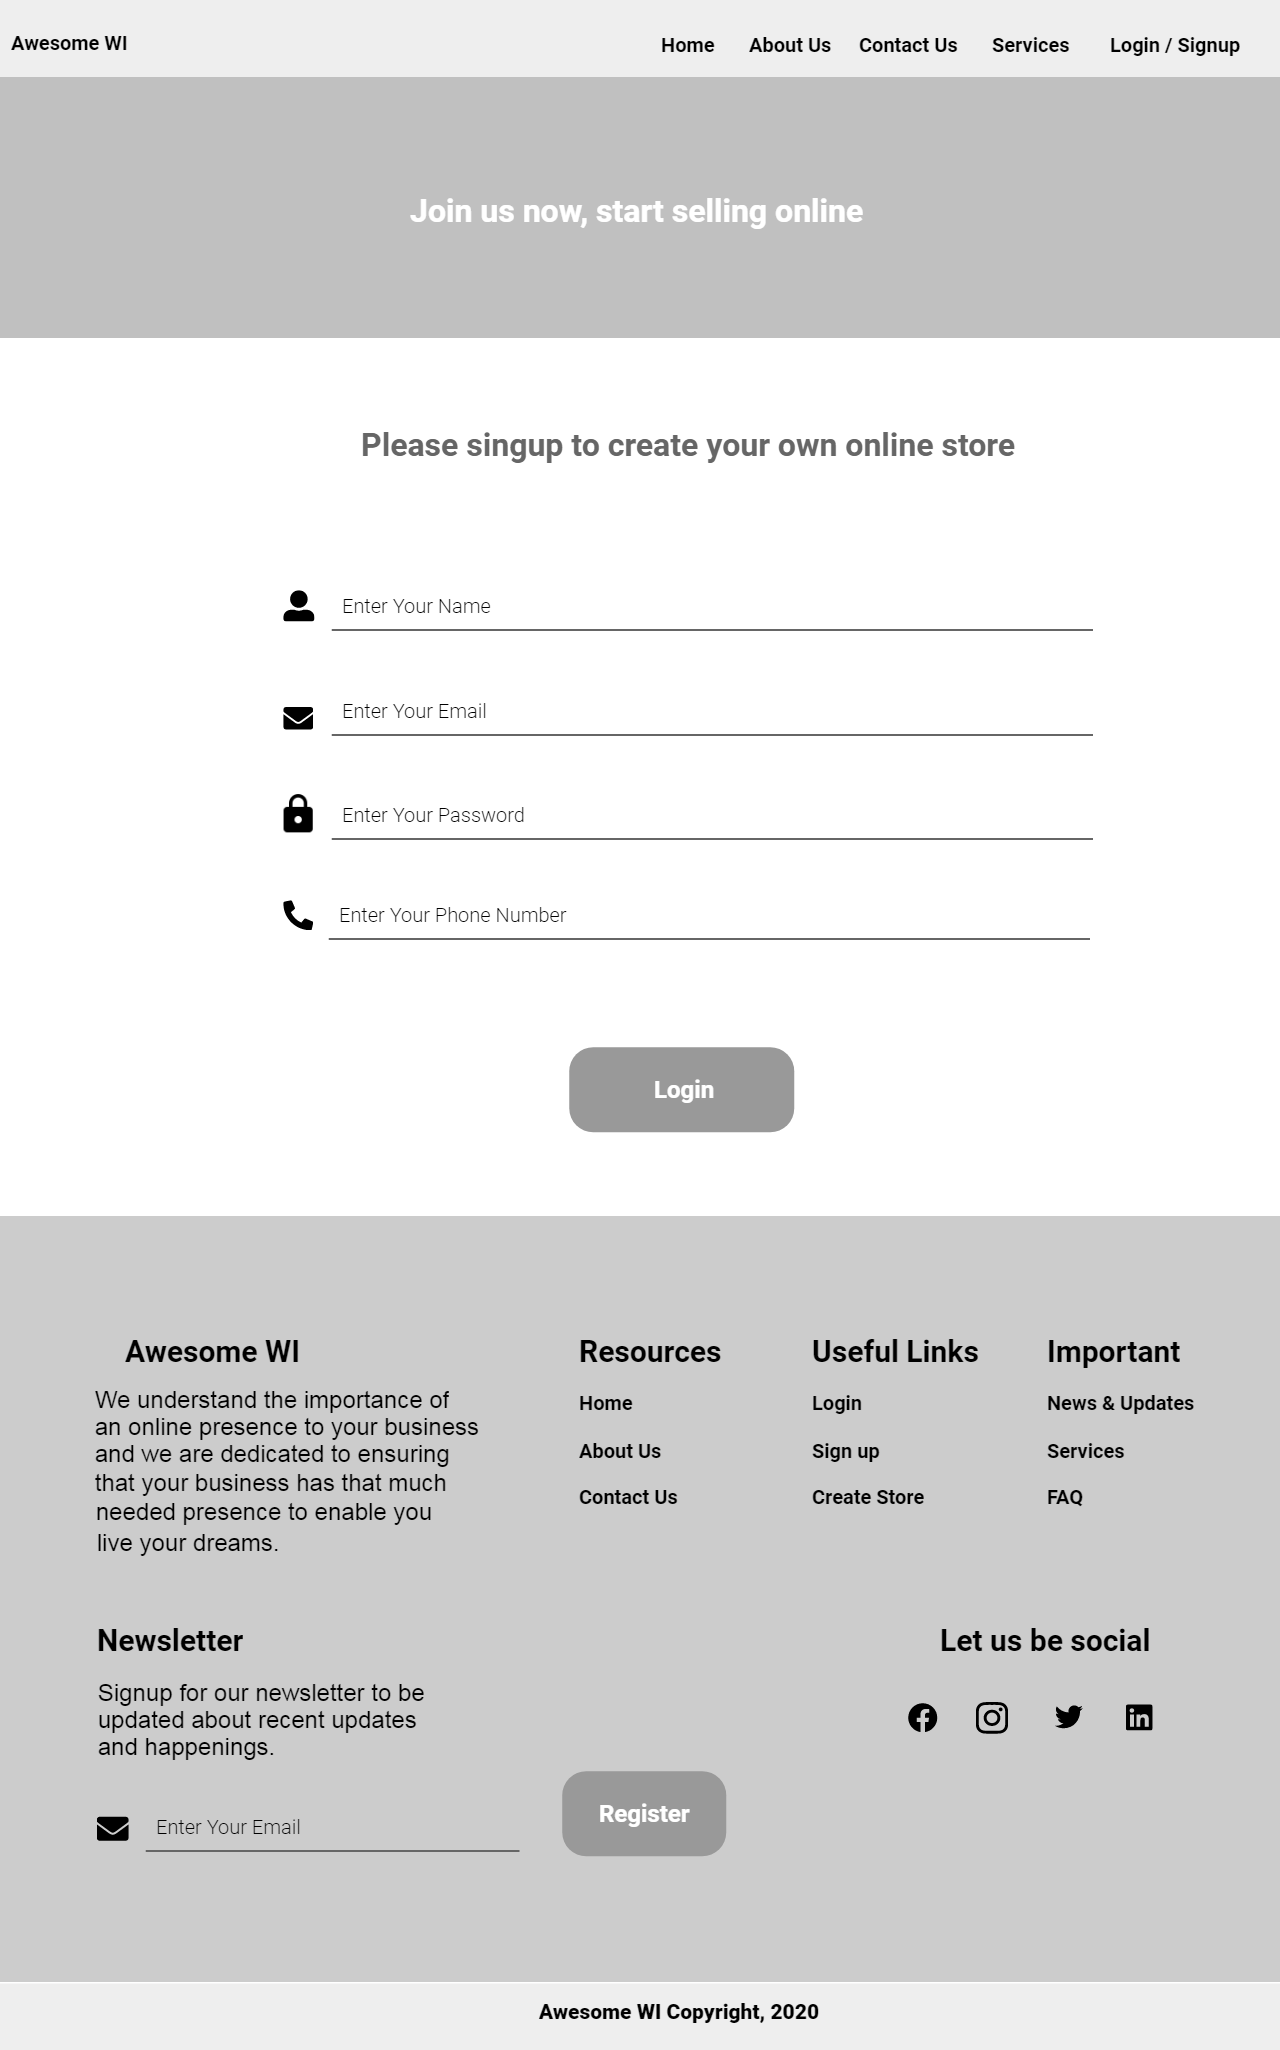 Awesome WI
Home About Us Contact Us Services Login / Signup
Join us now, start selling online
Please singup to create your own online store
Enter Your Name
Enter Your Email
Enter Your Password
Enter Your Phone Number
Login
Awesome WI
We understand the importance of
an online presence to your business
and we are dedicated to ensuring
that your business has that much
needed presence to enable you
live your dreams.
Resources
Home
About Us
Contact Us
Useful Links
Login
Sign up
Create Store
Important
News & Updates
Services
FAQ
Newsletter
Signup for our newsletter to be
updated about recent updates
and happenings.
Enter Your Email
Register
Let us be social
Awesome WI Copyright, 2020